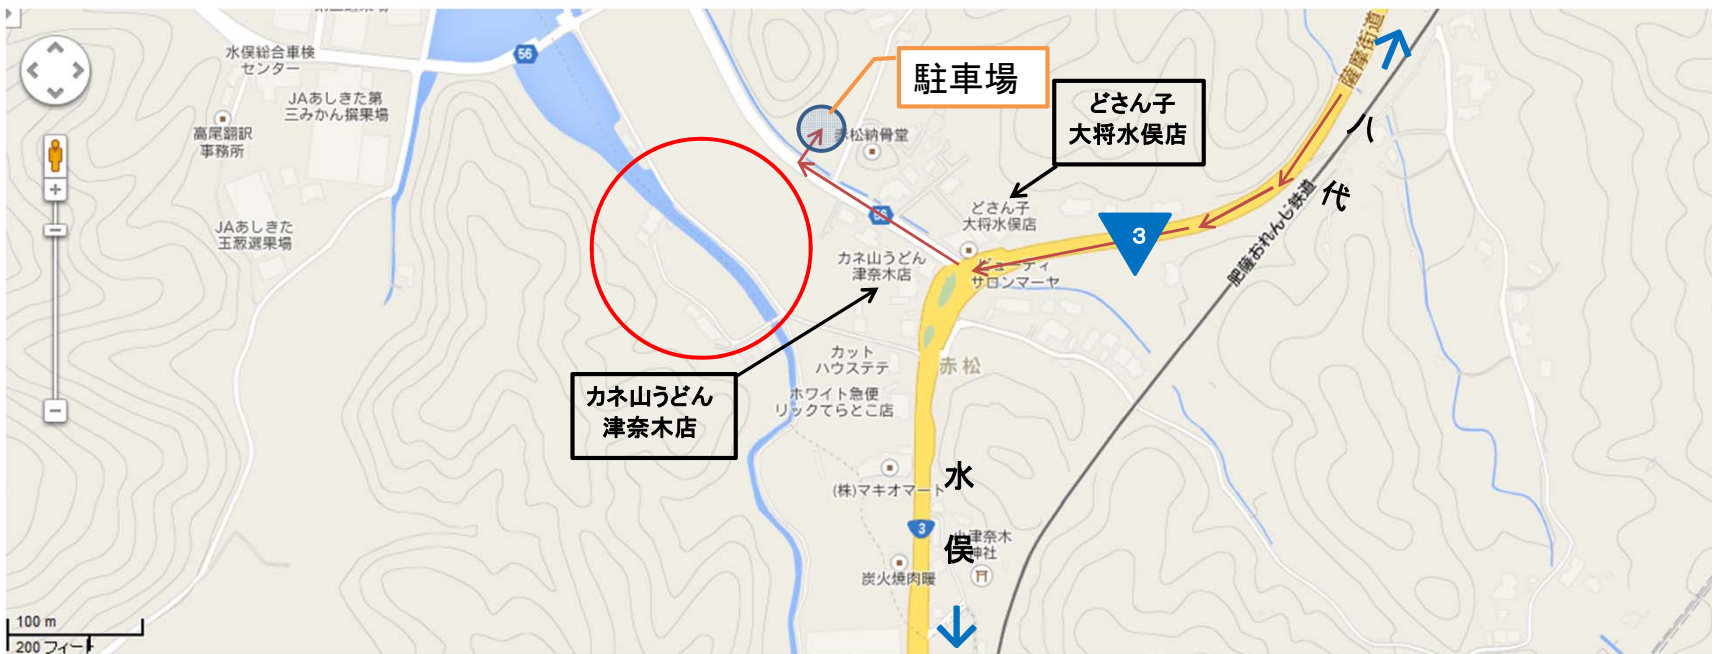 水俣総合車検
センター
56
薩摩街道
駐車場
どさん子
大将水俣店
JAあしきた第
三みかん撰果場
高尾翻訳
事務所
赤松納骨堂
八
代
JAあしきた
玉葱選果場
56
どさん子
大将水俣店
3
肥薩おれんじ鉄道
カネ山うどん
津奈木店
ビューティ
サロンマーヤ
カット
ハウステテ
赤松
カネ山うどん
津奈木店
ホワイト急便
リックてらとこ店
水
俣
(株)マキオマート
3
津奈木
神社
炭火焼肉暖
100 m
200 フィート